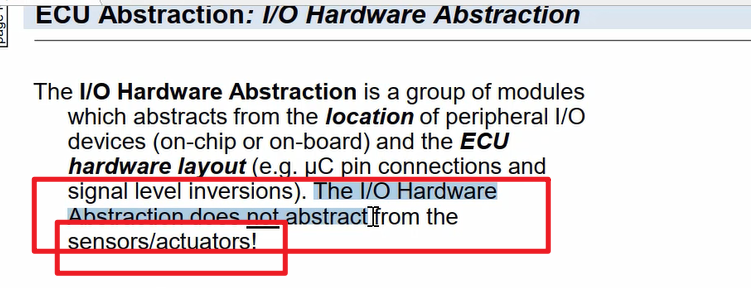 ECU Abstraction: I/O Hardware Abstraction
The I/O Hardware Abstraction is a group of modules
which abstracts from the location of peripheral I/O
devices (on-chip or on-board) and the ECU
hardware layout (e.g. µC pin connections and
signal level inversions). The I/O Hardware
Abstraction does not abstract from the
sensors/actuators!